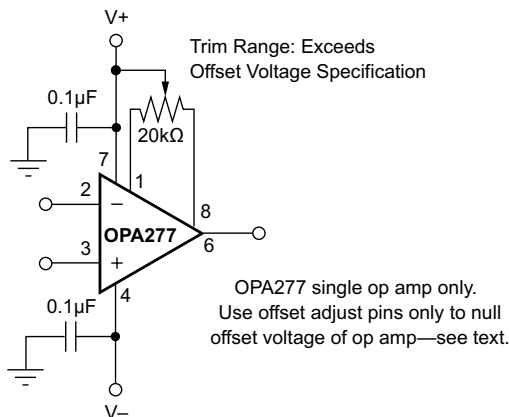 V+
Trim Range: Exceeds
Offset Voltage Specification
0.1µF
20kΩ
7
1
2
−
8
OPA277
6
3
+
4
0.1µF
OPA277 single op amp only.
Use offset adjust pins only to null
offset voltage of op amp—see text.
V−